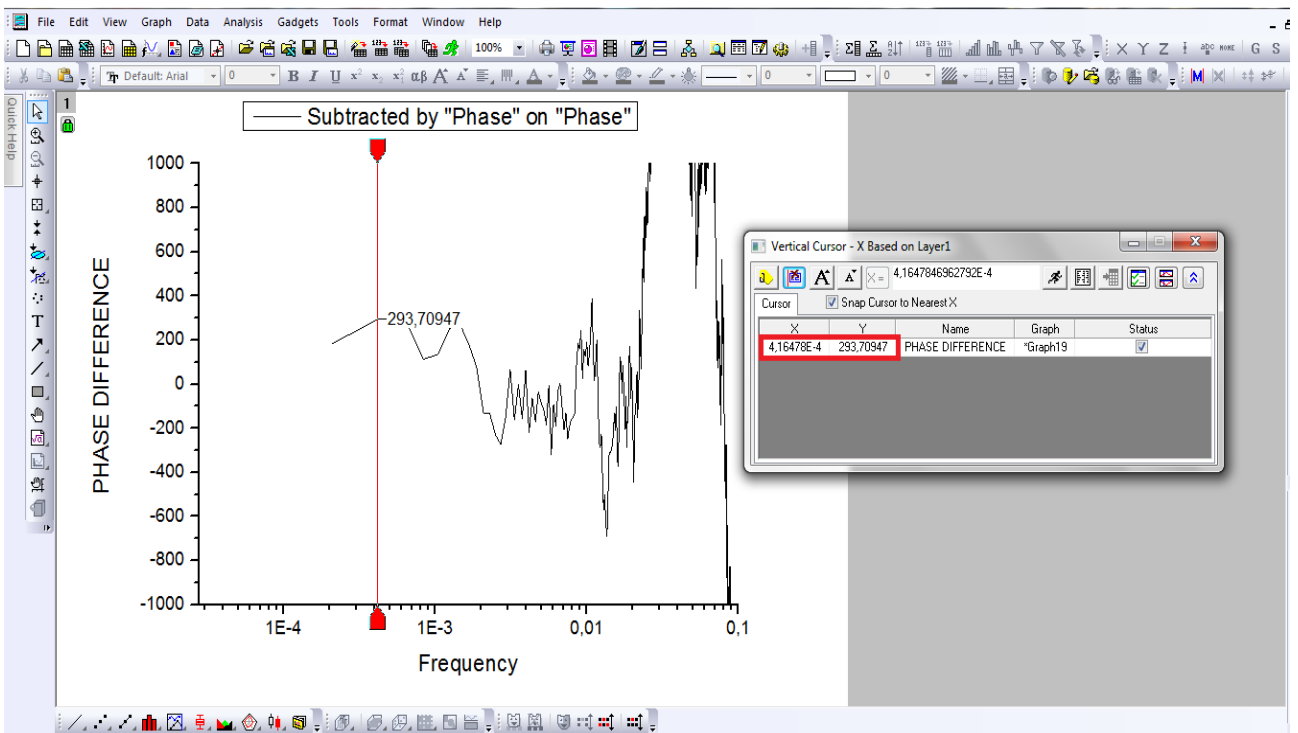 File Edit View Graph Data Analysis Gadgets Tools Format Window Help
100%
X Y Z
G S
Default: Arial 0 B I U 0 0
Quick Help
1
T
Subtracted by "Phase" on "Phase"
1000
800
600
400
200
0
-200
-400
-600
-800
-1000
PHASE DIFFERENCE
293,70947
1E-4 1E-3 0,01 0,1
Frequency
Vertical Cursor - X Based on Layer1
X= 4,1647846962792E-4
Cursor Snap Cursor to Nearest X
X Y Name Graph Status
4,16478E-4 293,70947 PHASE DIFFERENCE *Graph19